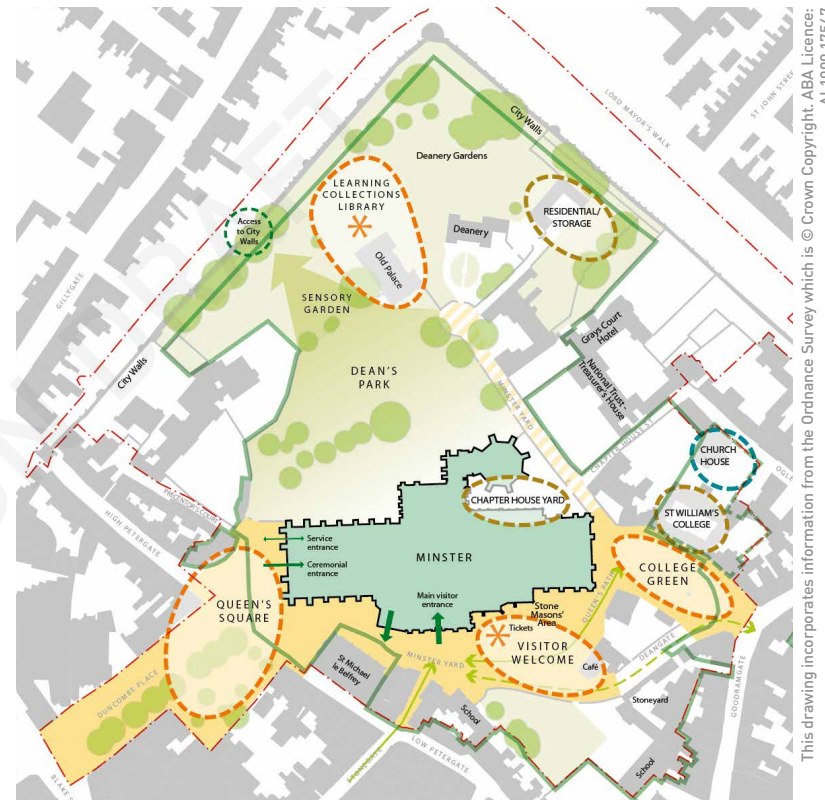 LORD MAYOR'S WALK
City Walls
Deanery Gardens
LEARNING
COLLECTIONS
LIBRARY
RESIDENTIAL/
STORAGE
Access
to City
Walls
Deanery
Old Palace
GILLYGATE
SENSORY
GARDEN
Grays Court
Hotel
National Trust -
Treasurer's House
City Walls
DEAN'S
PARK
MINSTER YARD
CHAPTER HOUSE ST
CHURCH
HOUSE
PRECENTOR'S COURT
HIGH PETERGATE
CHAPTER HOUSE YARD
ST WILLIAM'S
COLLEGE
Service
entrance
Ceremonial
entrance
MINSTER
COLLEGE
GREEN
Main visitor
entrance
QUEEN'S
SQUARE
Stone
Masons'
Area
QUEEN'S PATH
Tickets
VISITOR
WELCOME
Café
DEANGATE
MINSTER YARD
St Michael
le Belfrey
DUNCOMBE PLACE
Stoneyard
GOODRAMGATE
School
LOW PETERGATE
STONEGATE
School
This drawing incorporates information from the Ordnance Survey which is © Crown Copyright. ABA Licence: